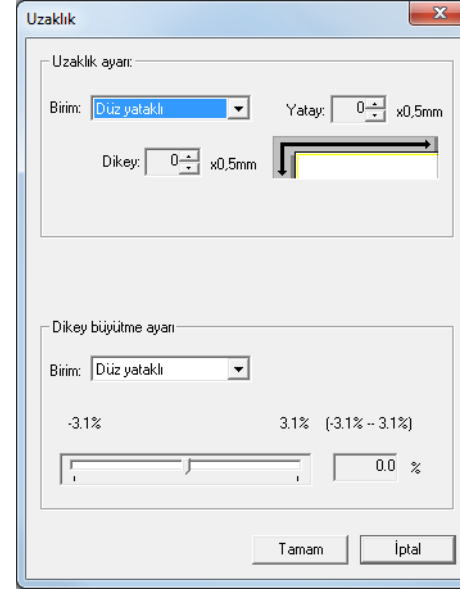 Uzaklık
Uzaklık ayarı:
Birim: Düz yataklı Yatay: 0 x0,5mm
Dikey: 0 x0,5mm
Dikey büyütme ayarı
Birim: Düz yataklı
-3.1% 3.1% (-3.1% -- 3.1%)
0.0 %
Tamam İptal